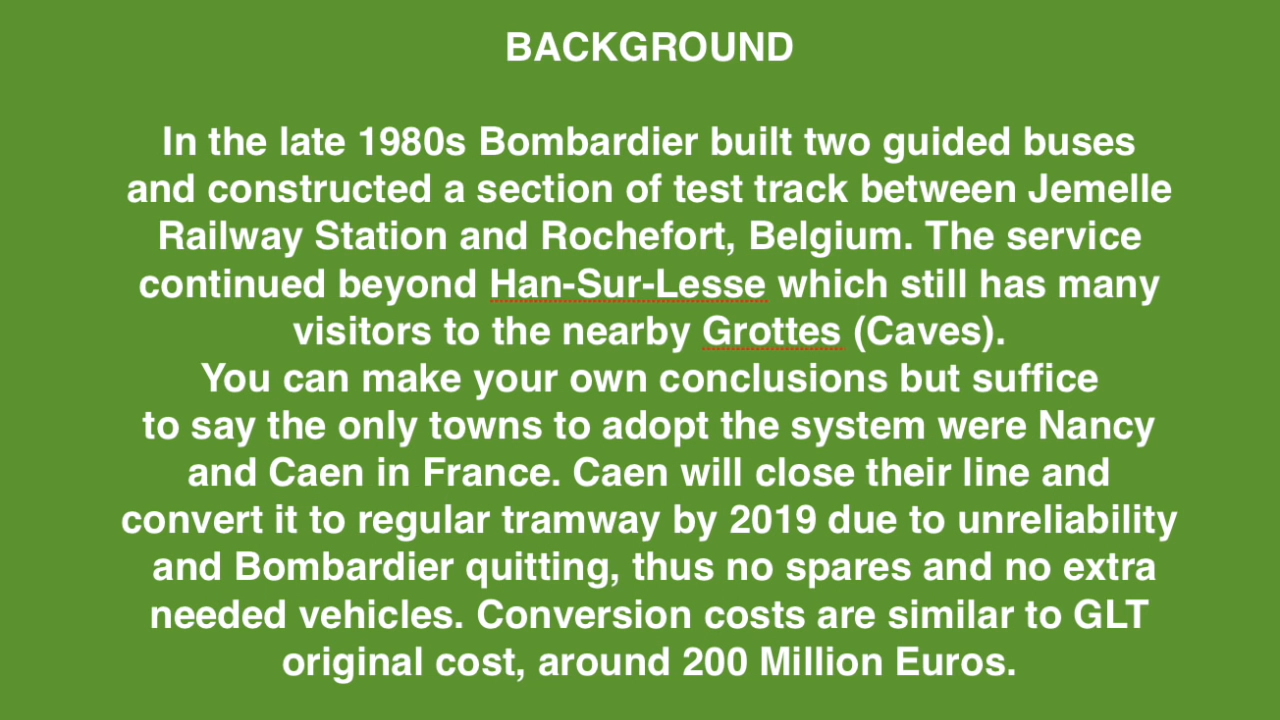 BACKGROUND
In the late 1980s Bombardier built two guided buses
and constructed a section of test track between Jemelle
Railway Station and Rochefort, Belgium. The service
continued beyond Han-Sur-Lesse which still has many
visitors to the nearby Grottes (Caves).
You can make your own conclusions but suffice
to say the only towns to adopt the system were Nancy
and Caen in France. Caen will close their line and
convert it to regular tramway by 2019 due to unreliability
and Bombardier quitting, thus no spares and no extra
needed vehicles. Conversion costs are similar to GLT
original cost, around 200 Million Euros.